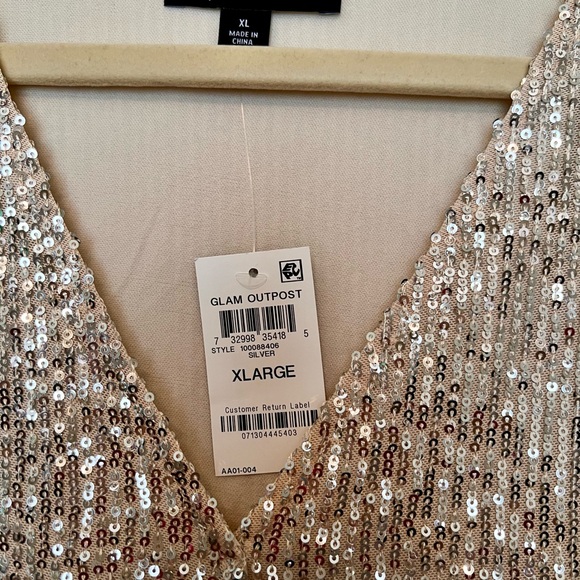 XL
MADE IN
CHINA
GLAM OUTPOST
7 32998 35418 5
STYLE 100088406
SILVER
XLARGE
Customer Return Label
071304445403
AA01-004